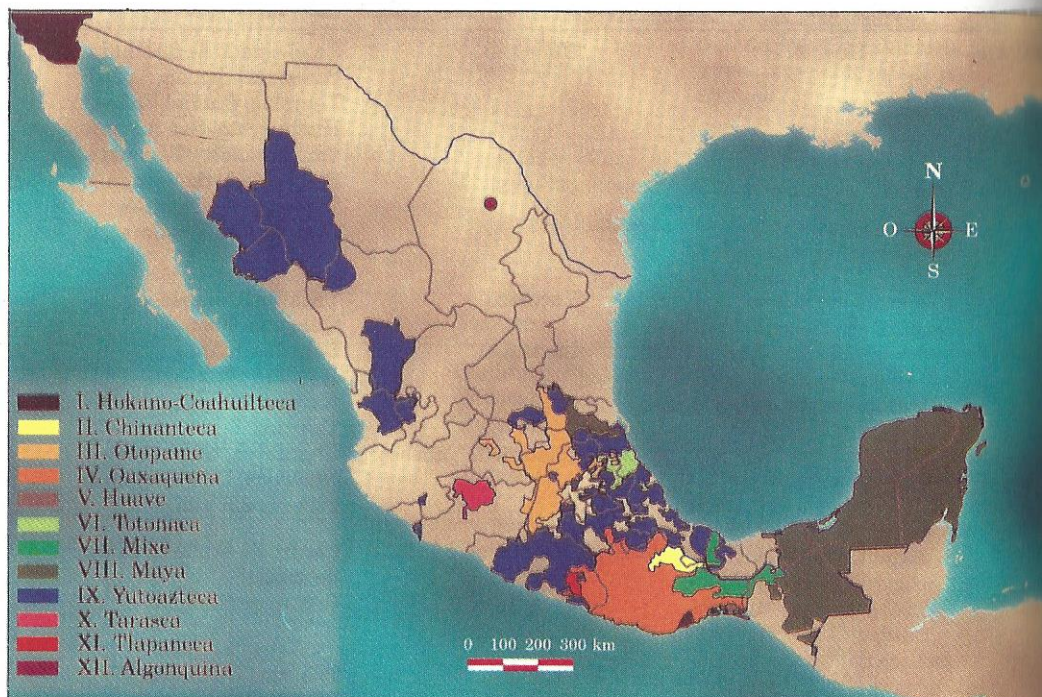 N
O E
S
I. Hokano-Coahuilteca
II. Chinanteca
III. Otopame
IV. Oaxaqueña
V. Huave
VI. Totonaca
VII. Mixe
VIII. Maya
IX. Yutoazteca
X. Tarasca
XI. Tlapaneca
XII. Algonquina
0 100 200 300 km